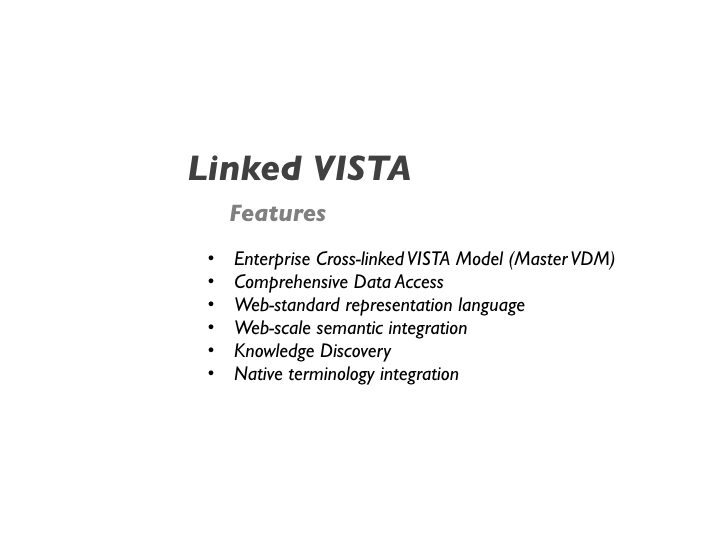 Linked VISTA
Features
• Enterprise Cross-linked VISTA Model (Master VDM)
• Comprehensive Data Access
• Web-standard representation language
• Web-scale semantic integration
• Knowledge Discovery
• Native terminology integration